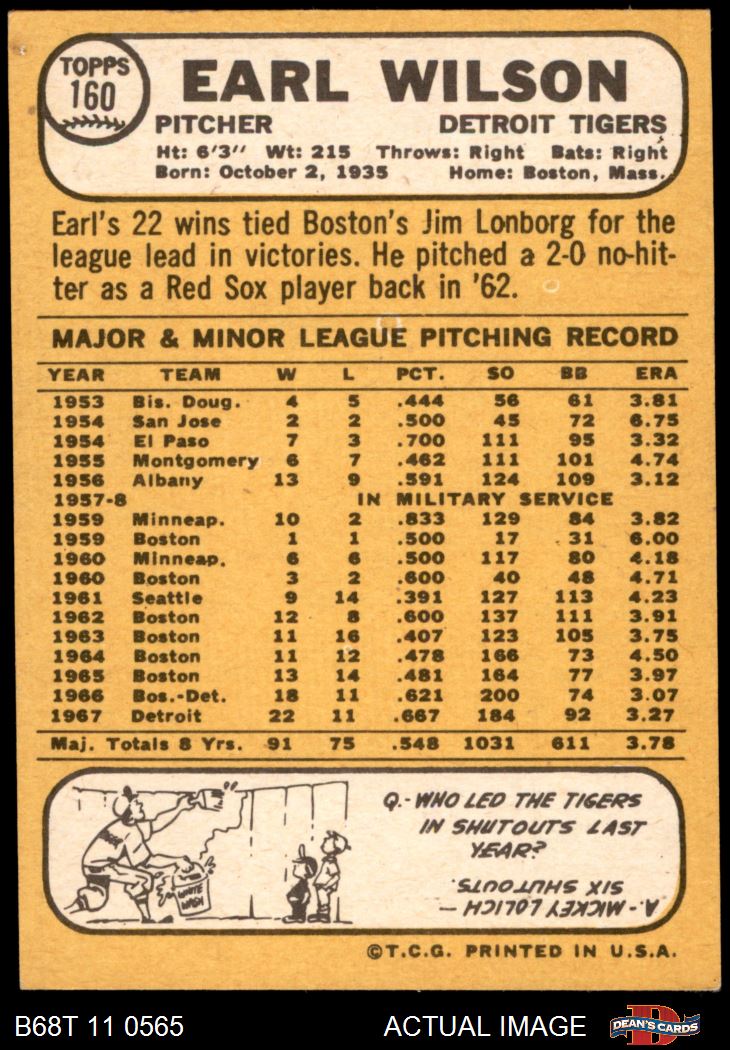 TOPPS
160
EARL WILSON
PITCHER DETROIT TIGERS
Ht: 6'3" Wt: 215 Throws: Right Bats: Right
Born: October 2, 1935 Home: Boston, Mass.
Earl's 22 wins tied Boston's Jim Lonborg for the
league lead in victories. He pitched a 2-0 no-hit-
ter as a Red Sox player back in '62.
MAJOR & MINOR LEAGUE PITCHING RECORD
YEAR TEAM W L PCT. SO BB ERA
1953 Bis. Doug. 4 5 .444 56 61 3.81
1954 San Jose 2 2 .500 45 72 6.75
1954 El Paso 7 3 .700 111 95 3.32
1955 Montgomery 6 7 .462 111 101 4.74
1956 Albany 13 9 .591 124 109 3.12
1957-8 IN MILITARY SERVICE
1959 Minneap. 10 2 .833 129 84 3.82
1959 Boston 1 1 .500 17 31 6.00
1960 Minneap. 6 6 .500 117 80 4.18
1960 Boston 3 2 .600 40 48 4.71
1961 Seattle 9 14 .391 127 113 4.23
1962 Boston 12 8 .600 137 111 3.91
1963 Boston 11 16 .407 123 105 3.75
1964 Boston 11 12 .478 166 73 4.50
1965 Boston 13 14 .481 164 77 3.97
1966 Bos.-Det. 18 11 .621 200 74 3.07
1967 Detroit 22 11 .667 184 92 3.27
Maj. Totals 8 Yrs. 91 75 .548 1031 611 3.78
Q.- WHO LED THE TIGERS
IN SHUTOUTS LAST
YEAR?
A.- MICKEY LOLICH —
SIX SHUTOUTS.
WHITE
WASH
©T.C.G. PRINTED IN U.S.A.
B68T 11 0565 ACTUAL IMAGE
D
DEAN'S CARDS